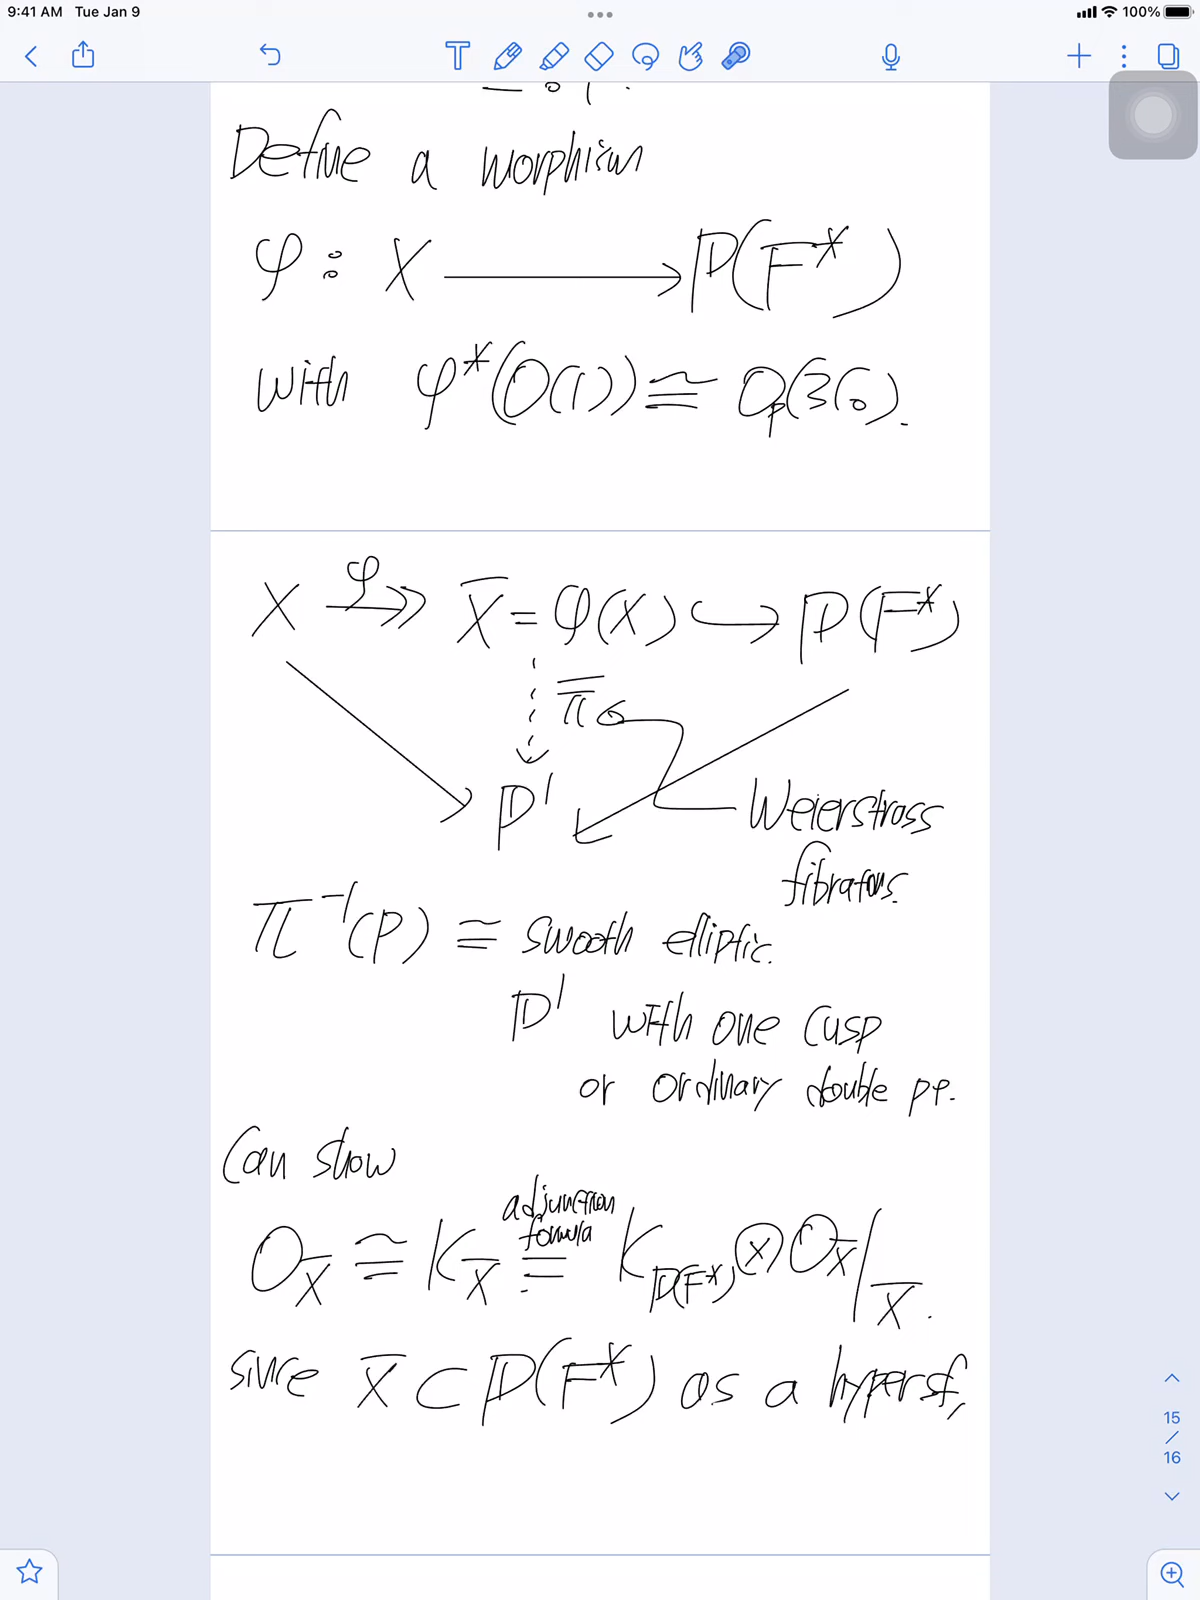 9:41 AM Tue Jan 9
100%
Define a morphism
φ : X ⟶ P(F*)
with φ*(O(1)) ≅ O_P(3C₀).
X ↠^φ X̄ = φ(X) ↪ P(F*)
π̄
P¹
Weierstrass
fibrations.
π⁻¹(p) ≅ smooth elliptic.
P¹ with one cusp
or ordinary double pt.
Can show
adjunction
formula
O_X̄ ≅ K_X̄ ≅ K_P(F*) ⊗ O_X̄ |_X̄.
since X̄ ⊂ P(F*) as a hypersf,
15
/
16